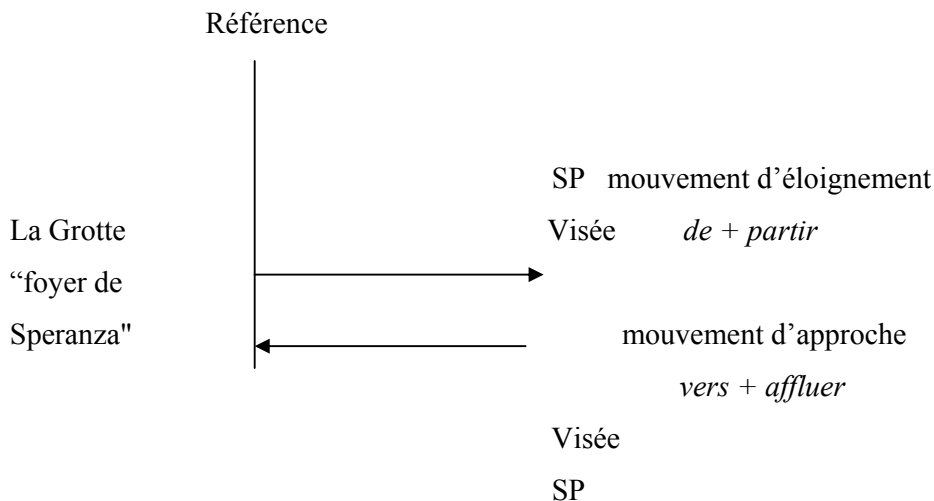 Référence
SP mouvement d’éloignement
La Grotte
Visée de + partir
“foyer de
Speranza"
mouvement d’approche
vers + affluer
Visée
SP